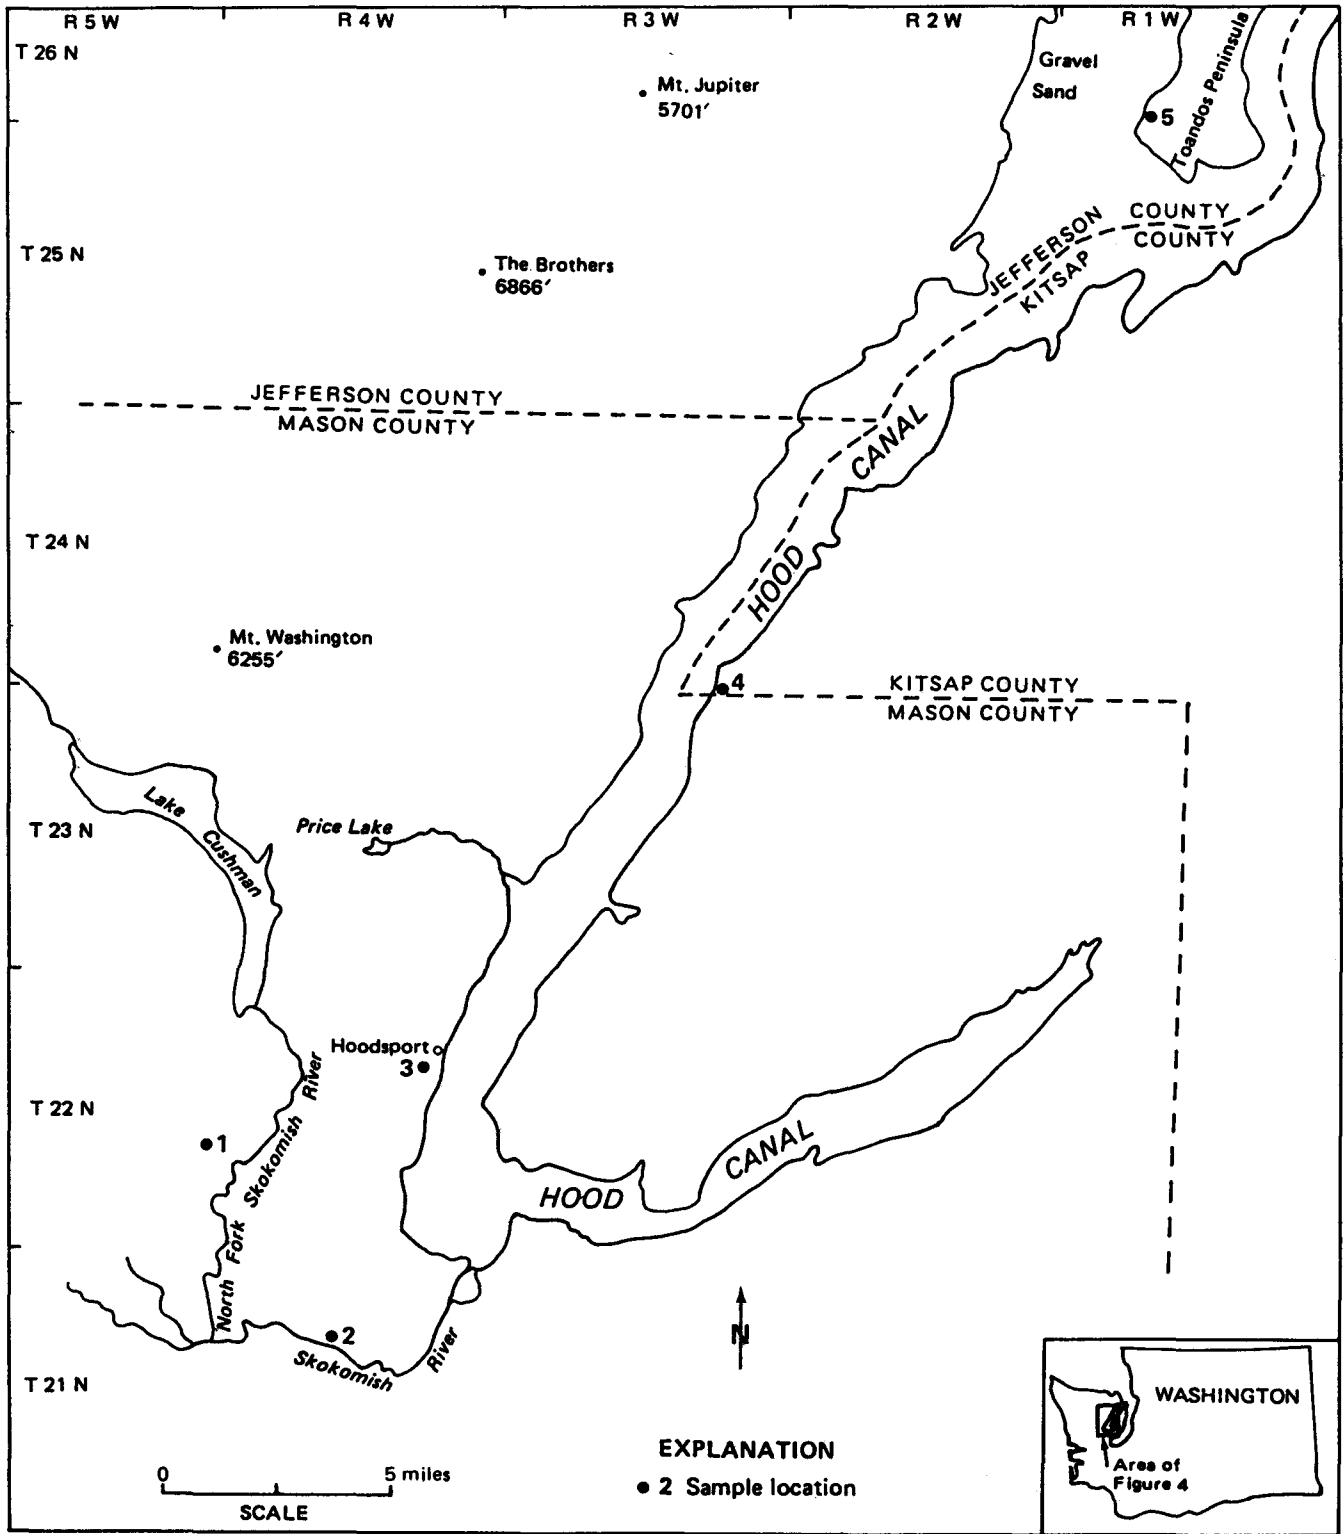 R 5 W
R 4 W
R 3 W
R 2 W
R 1 W
T 26 N
Mt. Jupiter
5701′
Gravel
Sand
Toandos Peninsula
5
T 25 N
The Brothers
6866′
JEFFERSON COUNTY
KITSAP COUNTY
JEFFERSON COUNTY
MASON COUNTY
HOOD CANAL
T 24 N
Mt. Washington
6255′
4
KITSAP COUNTY
MASON COUNTY
Lake Cushman
T 23 N
Price Lake
Hoodsport
3
T 22 N
1
North Fork Skokomish River
HOOD CANAL
2
Skokomish River
T 21 N
N
0 5 miles
SCALE
EXPLANATION
2 Sample location
WASHINGTON
Area of
Figure 4